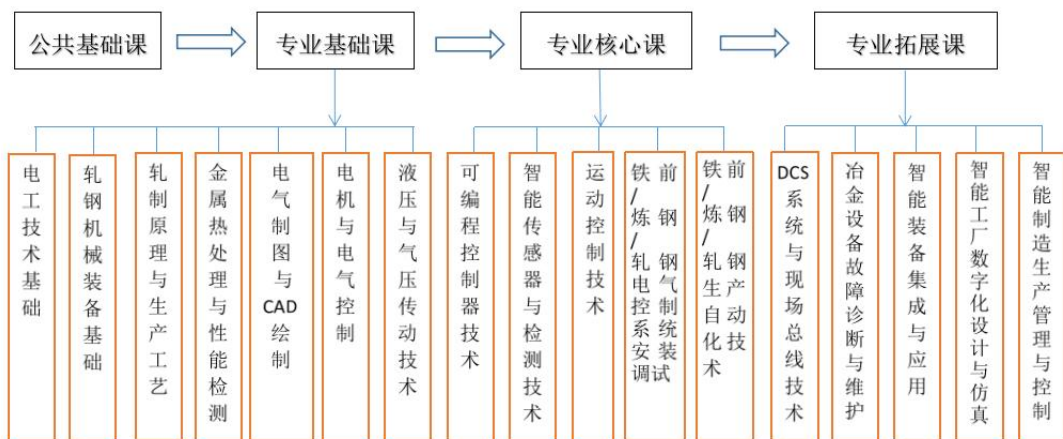 公共基础课
专业基础课
专业核心课
专业拓展课
电工技术基础
轧钢机械装备基础
轧制原理与生产工艺
金属热处理与性能检测
电气制图与CAD绘制
电机与电气控制
液压与气压传动技术
可编程控制器技术
智能传感器与检测技术
运动控制技术
铁前/炼钢/轧钢电气控制系统安装调试
铁前/炼钢/轧钢生产自动化技术
DCS系统与现场总线技术
冶金设备故障诊断与维护
智能装备集成与应用
智能工厂数字化设计与仿真
智能制造生产管理与控制